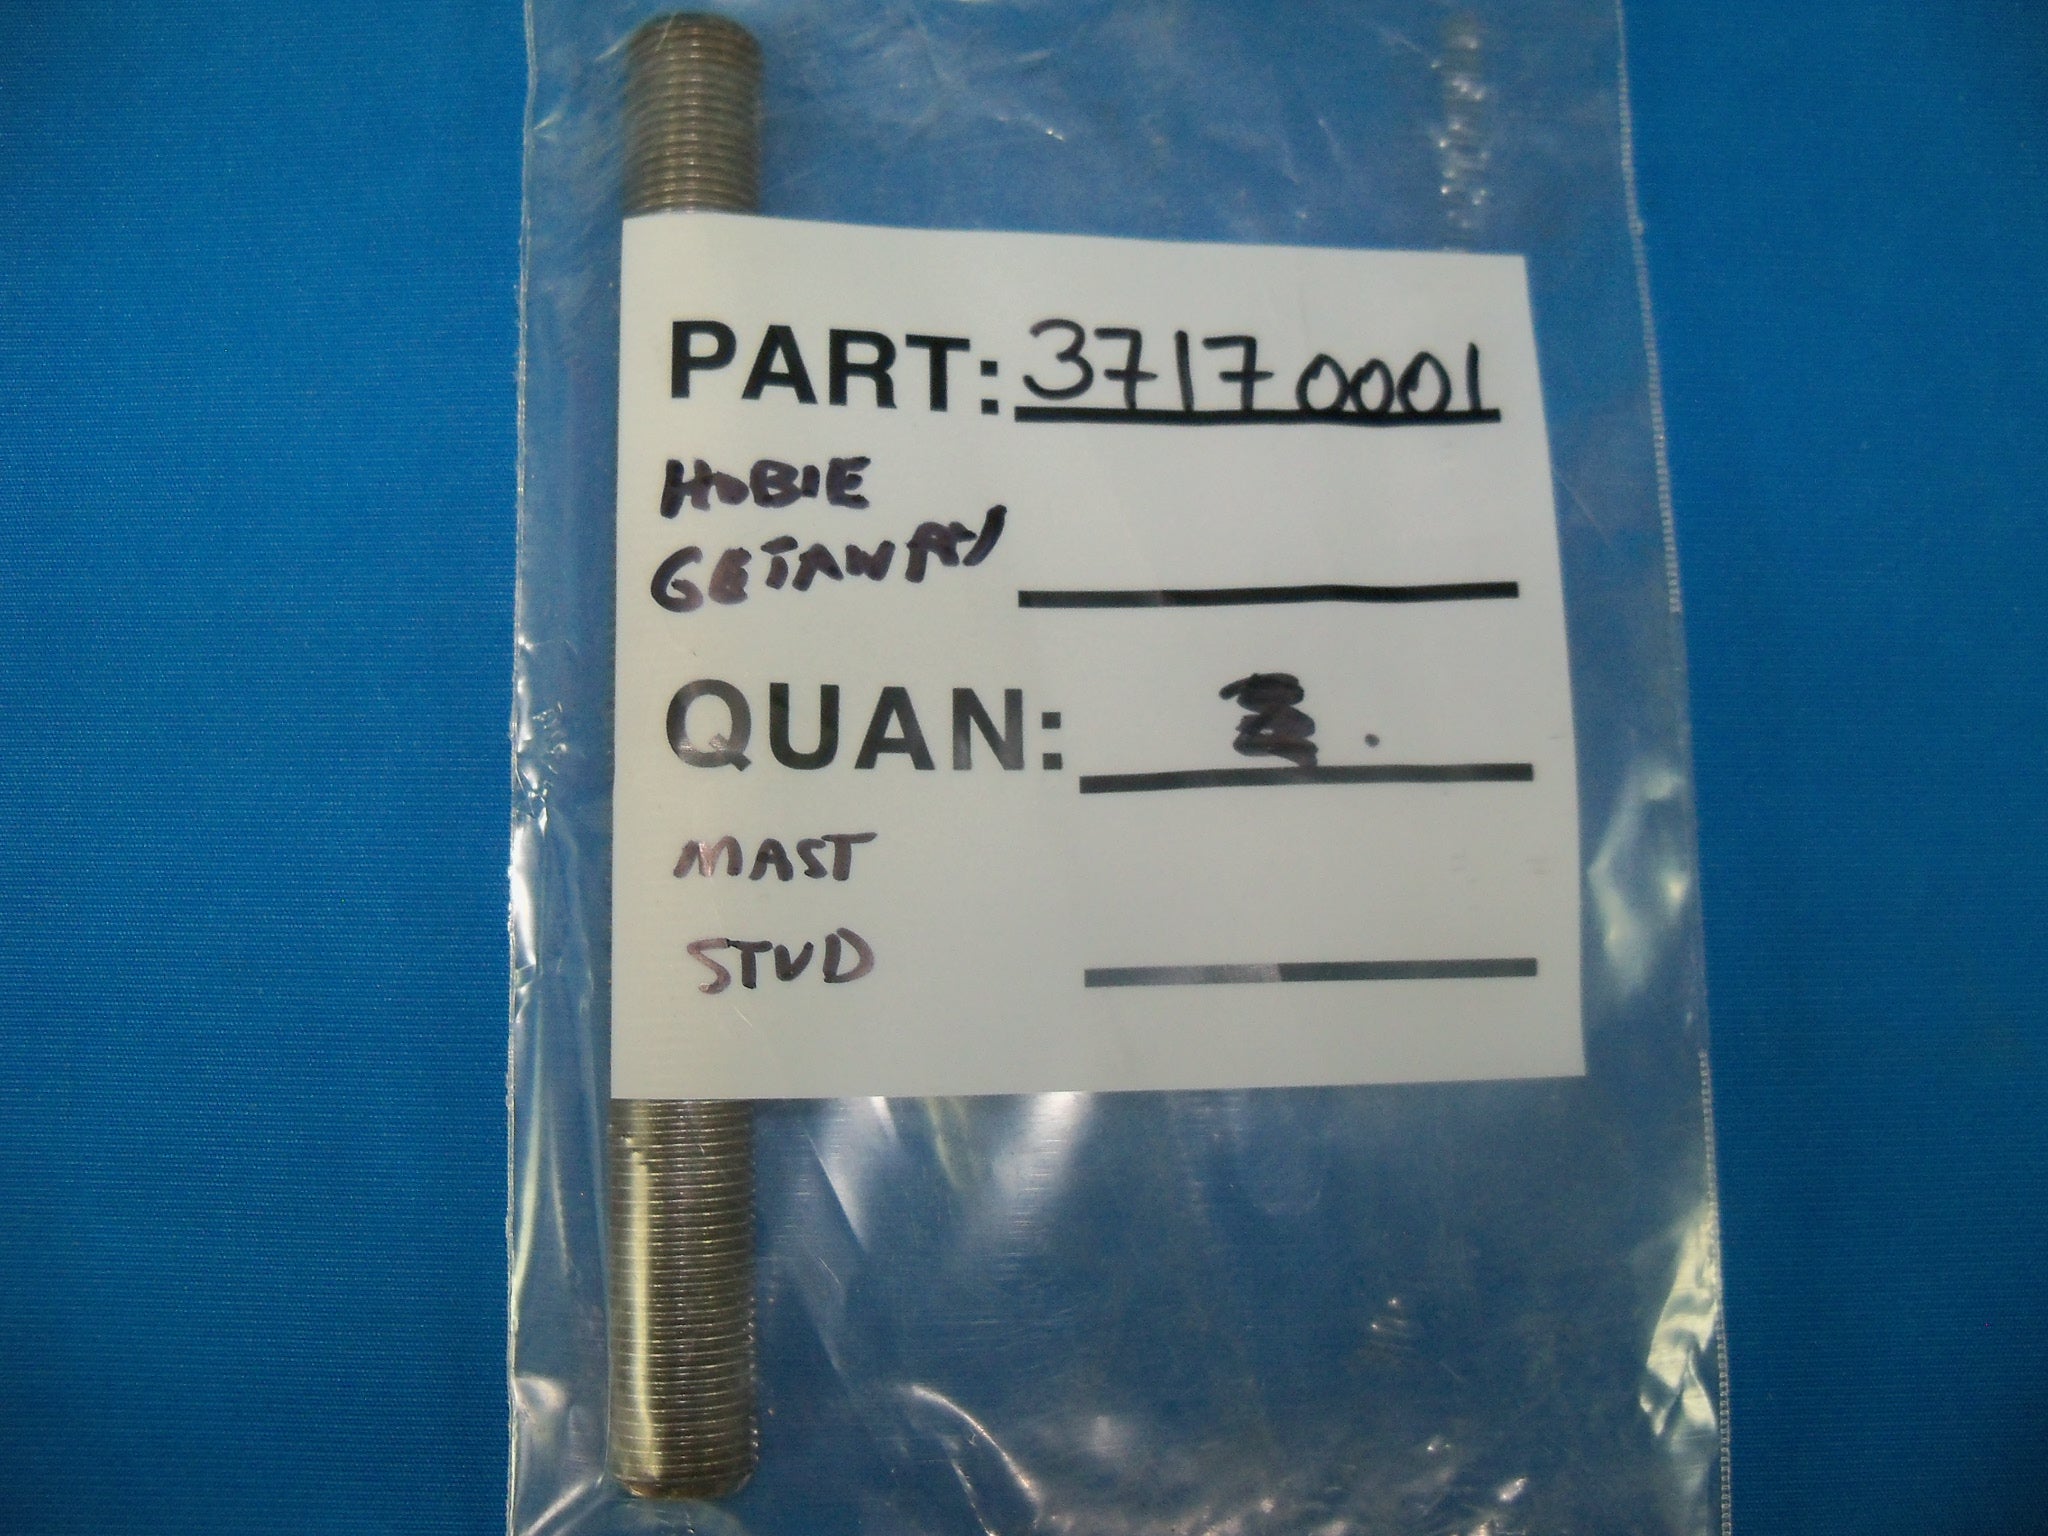 PART: 37170001
HOBIE
GETAWAY
QUAN:
MAST
STUD